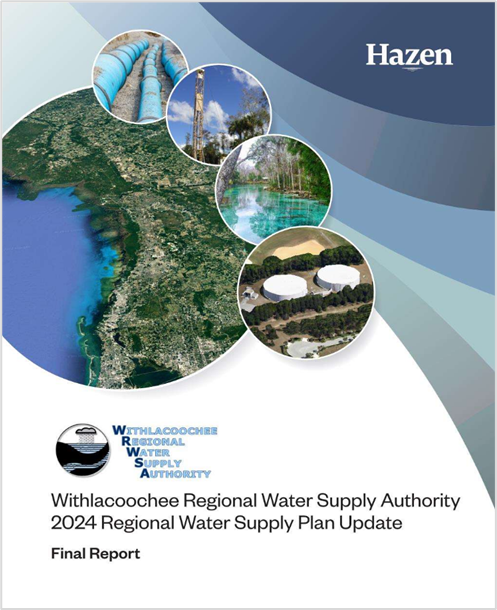 Hazen
WITHLACOOCHEE
REGIONAL
WATER
SUPPLY
AUTHORITY
Withlacoochee Regional Water Supply Authority
2024 Regional Water Supply Plan Update
Final Report